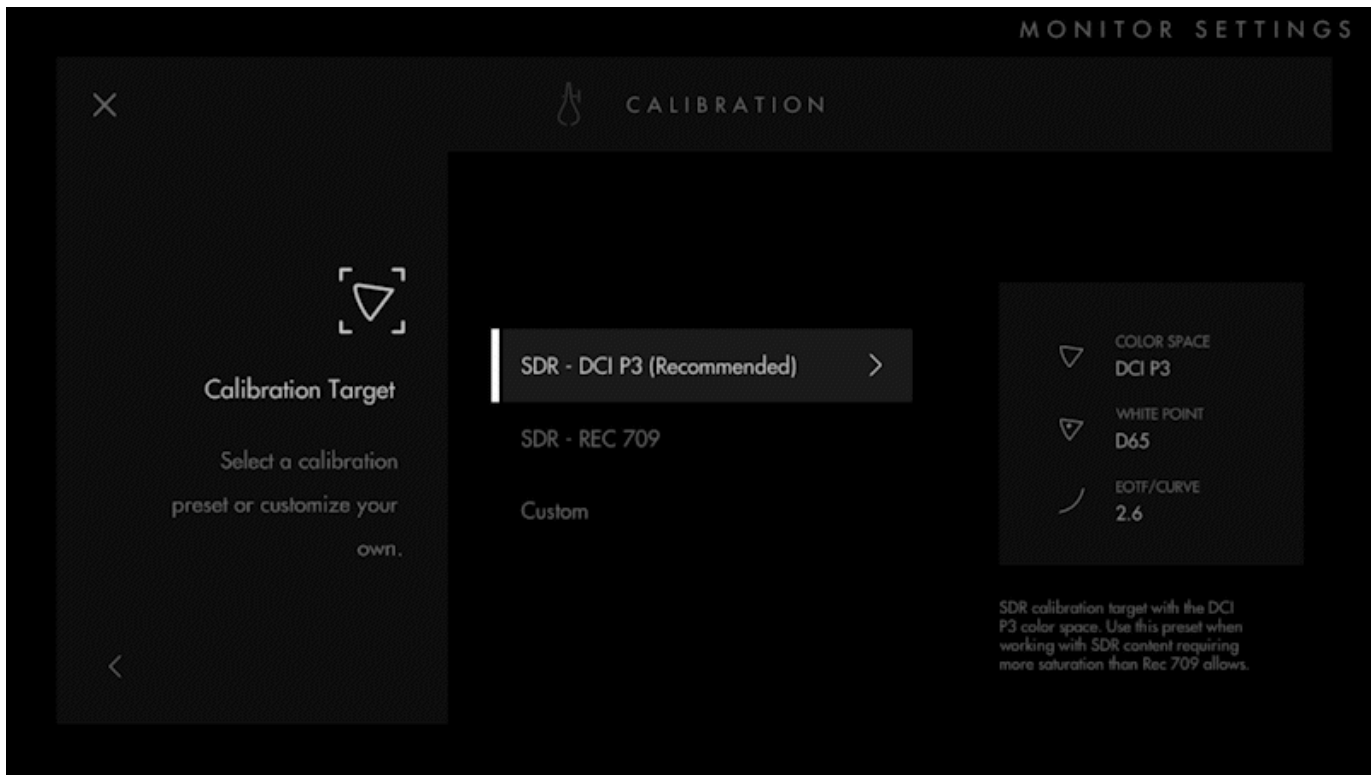 MONITOR SETTINGS
CALIBRATION
Calibration Target
Select a calibration
preset or customize your
own.
SDR - DCI P3 (Recommended)
SDR - REC 709
Custom
COLOR SPACE
DCI P3
WHITE POINT
D65
EOTF/CURVE
2.6
SDR calibration target with the DCI
P3 color space. Use this preset when
working with SDR content requiring
more saturation than Rec 709 allows.